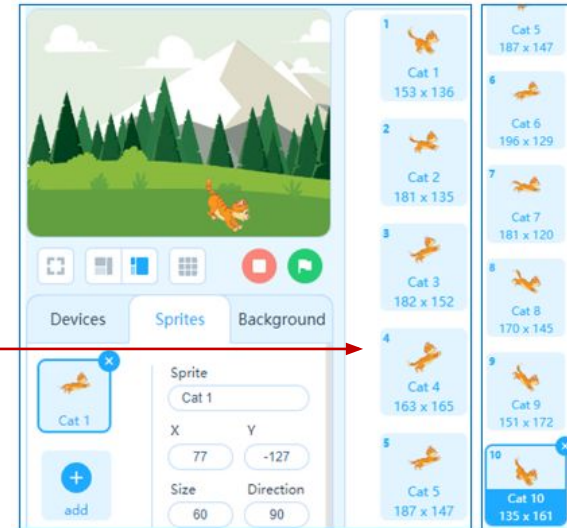 Devices
Sprites
Background
Cat 1
add
Sprite
Cat 1
X
Y
77
-127
Size
Direction
60
90
1
Cat 1
153 x 136
2
Cat 2
181 x 135
3
Cat 3
182 x 152
4
Cat 4
163 x 165
5
Cat 5
187 x 147
Cat 5
187 x 147
6
Cat 6
196 x 129
7
Cat 7
181 x 120
8
Cat 8
170 x 145
9
Cat 9
151 x 172
10
Cat 10
135 x 161